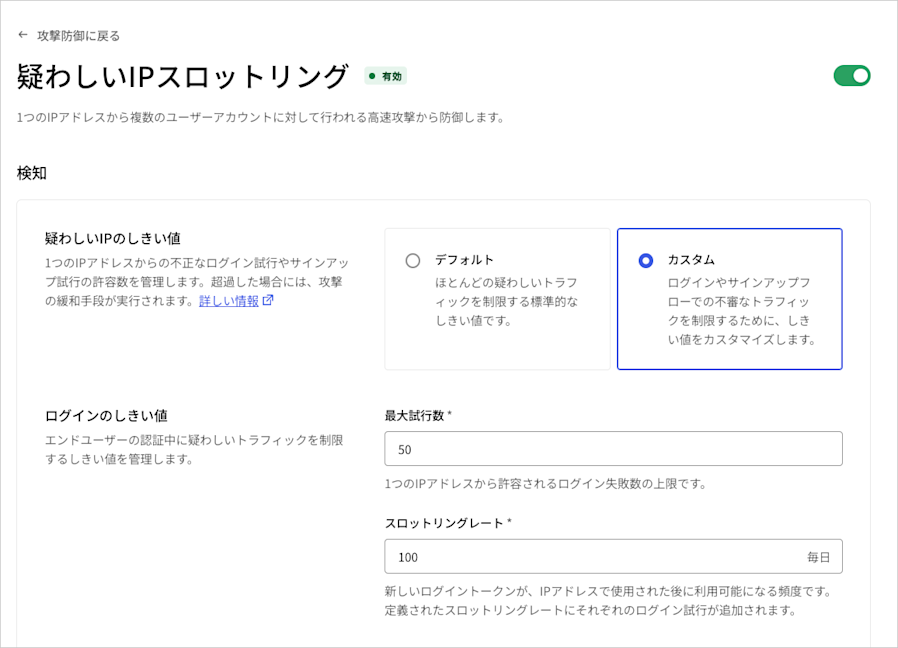 ← 攻撃防御に戻る
疑わしいIPスロットリング 有効
1つのIPアドレスから複数のユーザーアカウントに対して行われる高速攻撃から防御します。
検知
疑わしいIPのしきい値
1つのIPアドレスからの不正なログイン試行やサインアッ
プ試行の許容数を管理します。超過した場合には、攻撃
の緩和手段が実行されます。詳しい情報
デフォルト
ほとんどの疑わしいトラフ
ィックを制限する標準的な
しきい値です。
カスタム
ログインやサインアップフ
ローでの不審なトラフィッ
クを制限するために、しき
い値をカスタマイズします。
ログインのしきい値
エンドユーザーの認証中に疑わしいトラフィックを制限
するしきい値を管理します。
最大試行数 *
50
1つのIPアドレスから許容されるログイン失敗数の上限です。
スロットリングレート *
100 毎日
新しいログイントークンが、IPアドレスで使用された後に利用可能になる頻度です。
定義されたスロットリングレートにそれぞれのログイン試行が追加されます。